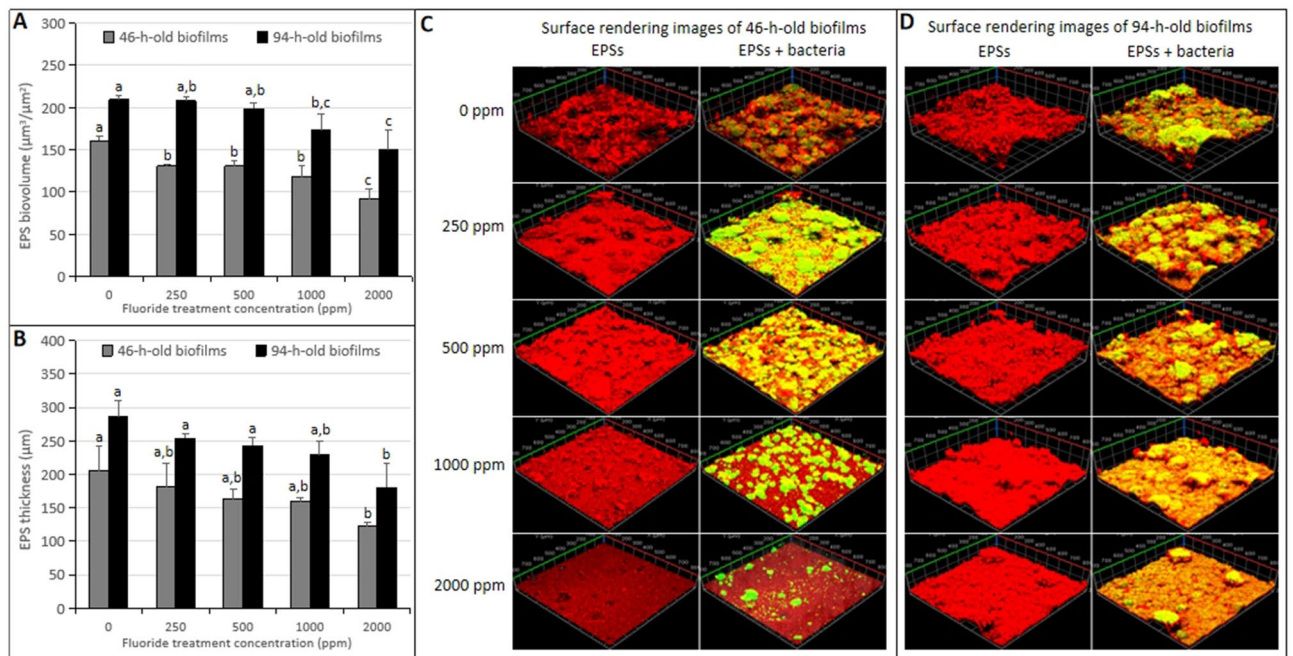 A
300
250
200
150
100
50
0
EPS biovolume (µm³/µm²)
46-h-old biofilms
94-h-old biofilms
a
a
b
a,b
b
a,b
b
b,c
c
c
0
250
500
1000
2000
Fluoride treatment concentration (ppm)
B
400
350
300
250
200
150
100
50
0
EPS thickness (µm)
46-h-old biofilms
94-h-old biofilms
a
a
a,b
a
a,b
a
a,b
a,b
b
b
0
250
500
1000
2000
Fluoride treatment concentration (ppm)
C
Surface rendering images of 46-h-old biofilms
EPSs
EPSs + bacteria
0 ppm
250 ppm
500 ppm
1000 ppm
2000 ppm
D
Surface rendering images of 94-h-old biofilms
EPSs
EPSs + bacteria